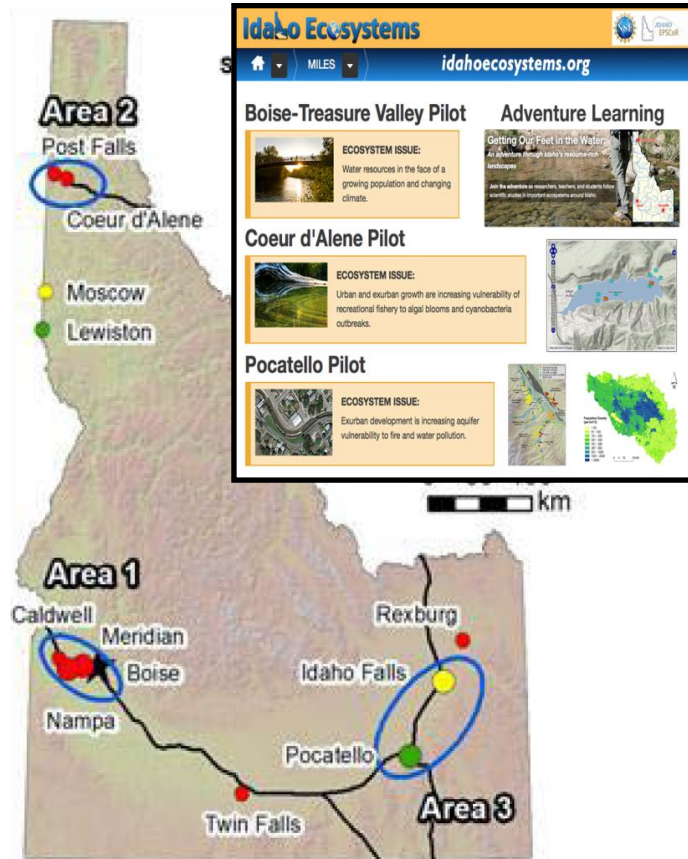 Idaho Ecosystems
NSF
IDAHO
EPSCoR
MILES
idahoecosystems.org
Boise-Treasure Valley Pilot
ECOSYSTEM ISSUE:
Water resources in the face of a
growing population and changing
climate.
Adventure Learning
Getting Our Feet in the Water:
An adventure through Idaho's resource-rich
landscapes
Join the adventure as researchers, teachers, and students follow
scientific studies in important ecosystems around Idaho.
Coeur d'Alene Pilot
ECOSYSTEM ISSUE:
Urban and exurban growth are increasing vulnerability of
recreational fishery to algal blooms and cyanobacteria
outbreaks.
Pocatello Pilot
ECOSYSTEM ISSUE:
Exurban development is increasing aquifer
vulnerability to fire and water pollution.
Population Density
Area 2
Post Falls
Coeur d'Alene
Moscow
Lewiston
km
Area 1
Caldwell
Meridian
Boise
Nampa
Rexburg
Idaho Falls
Pocatello
Twin Falls
Area 3